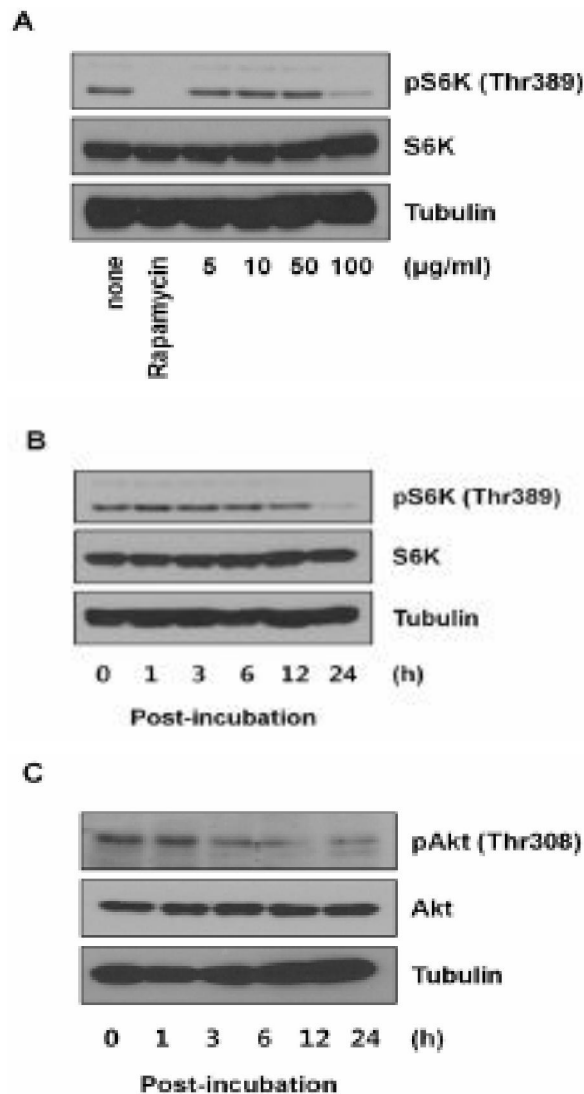 A
pS6K (Thr389)
S6K
Tubulin
none Rapamycin 5 10 50 100 (µg/ml)
B
pS6K (Thr389)
S6K
Tubulin
0 1 3 6 12 24 (h)
Post-incubation
C
pAkt (Thr308)
Akt
Tubulin
0 1 3 6 12 24 (h)
Post-incubation